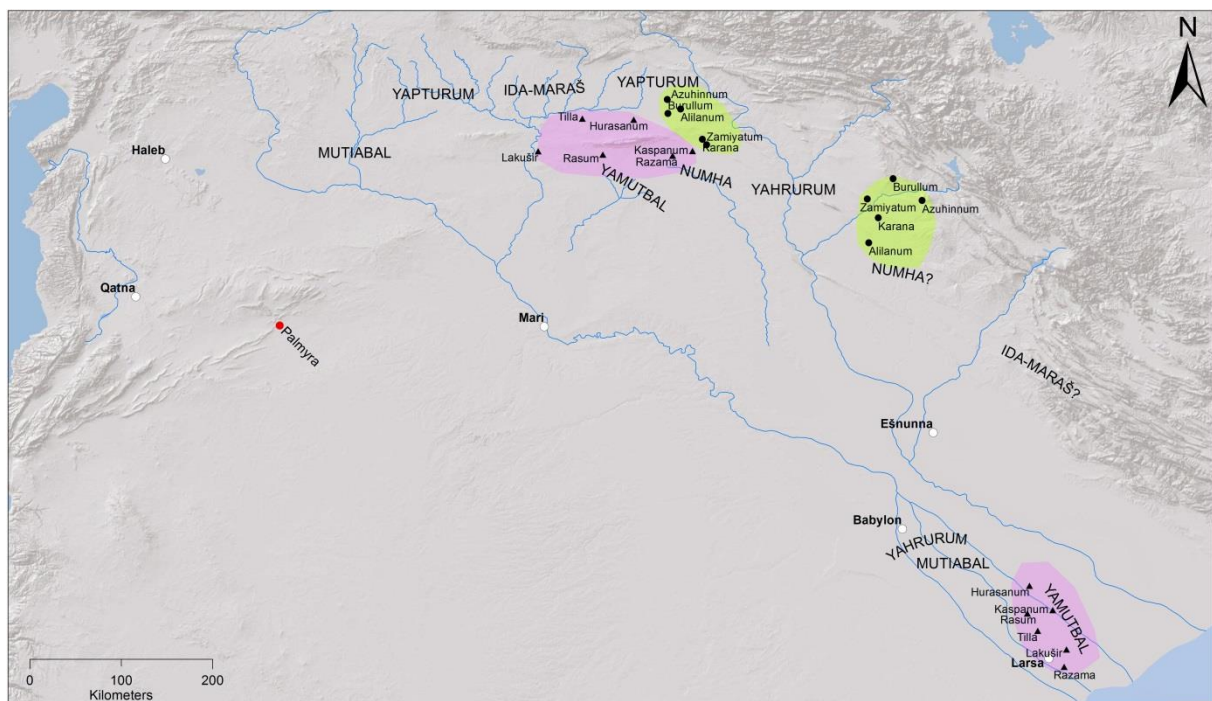 N
YAPTURUM
IDA-MARAŠ
YAPTURUM
Azuhinnum
Burullum
Alilanum
Tilla
Hurasanum
Zamiyatum
Karana
Haleb
MUTIABAL
Lakušir
Rasum
Kaspanum
Razama
NUMHA
YAMUTBAL
YAHRURUM
Burullum
Zamiyatum
Azuhinnum
Karana
Alilanum
NUMHA?
Qatna
Palmyra
Mari
IDA-MARAŠ?
Ešnunna
Babylon
YAHRURUM
MUTIABAL
Hurasanum
YAMUTBAL
Kaspanum
Rasum
Tilla
Lakušir
Larsa
Razama
0 100 200
Kilometers